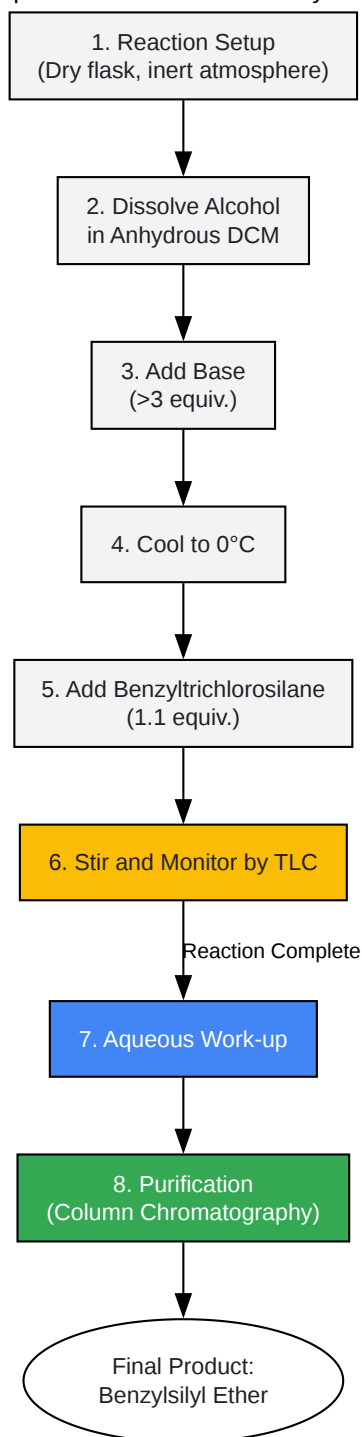 1. Reaction Setup
(Dry flask, inert atmosphere)
2. Dissolve Alcohol
in Anhydrous DCM
3. Add Base
(>3 equiv.)
4. Cool to 0°C
5. Add Benzyltrichlorosilane
(1.1 equiv.)
6. Stir and Monitor by TLC
Reaction Complete
7. Aqueous Work-up
8. Purification
(Column Chromatography)
Final Product:
Benzylsilyl Ether